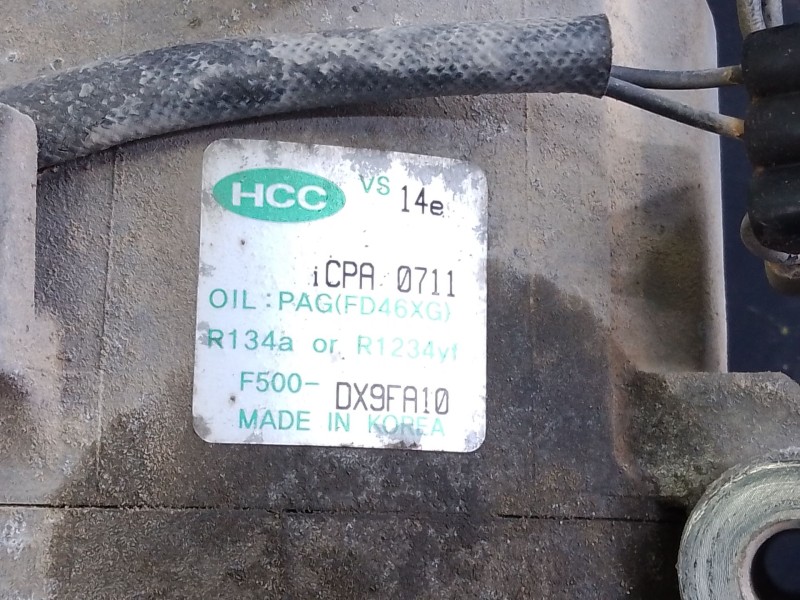 HCC VS 14e
iCPA 0711
OIL : PAG(FD46XG)
R134a or R1234yf
F500- DX9FA10
MADE IN KOREA